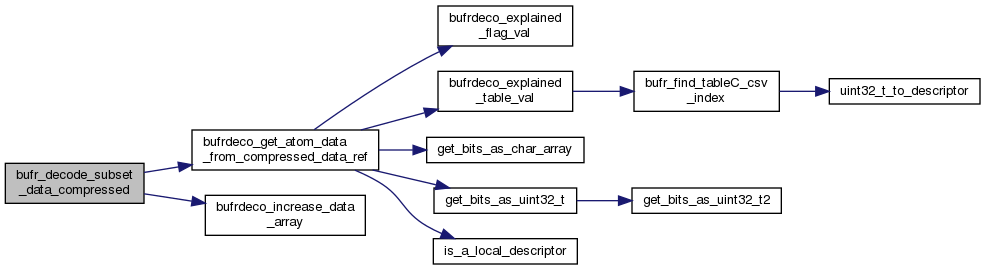 bufr_decode_subset
_data_compressed
bufrdeco_get_atom_data
_from_compressed_data_ref
bufrdeco_increase_data
_array
bufrdeco_explained
_flag_val
bufrdeco_explained
_table_val
get_bits_as_char_array
get_bits_as_uint32_t
is_a_local_descriptor
bufr_find_tableC_csv
_index
get_bits_as_uint32_t2
uint32_t_to_descriptor